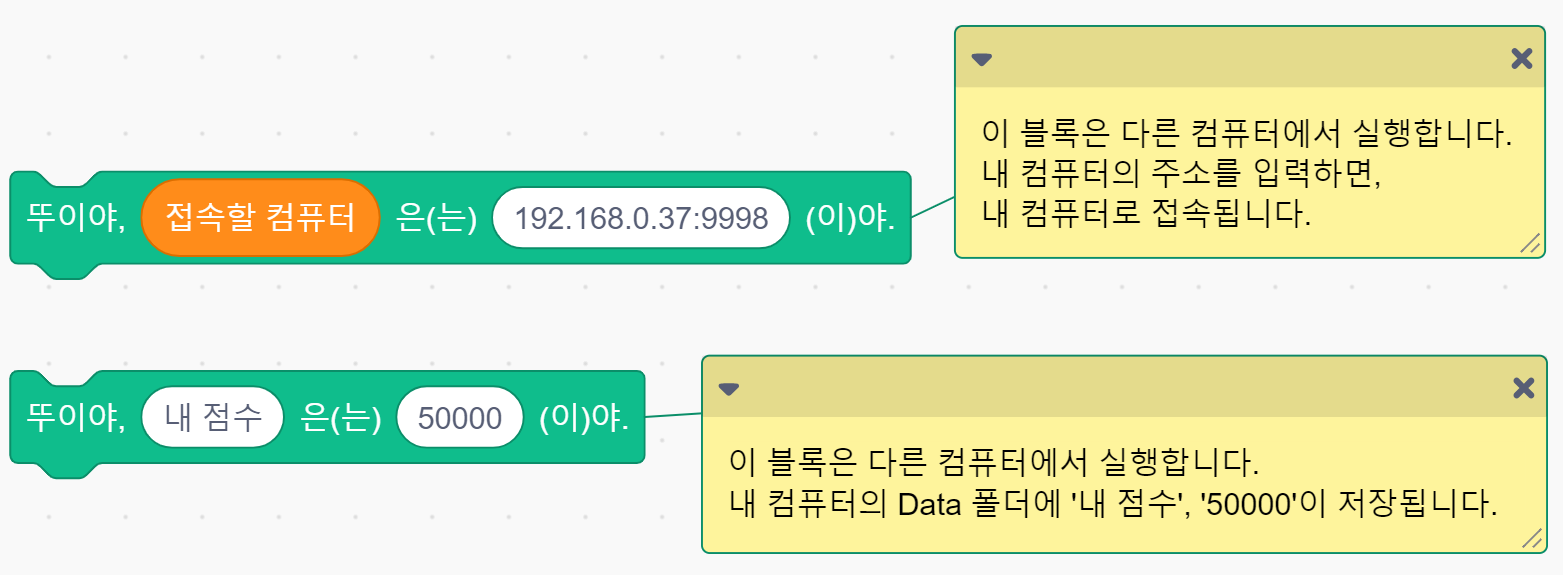 이 블록은 다른 컴퓨터에서 실행합니다.
내 컴퓨터의 주소를 입력하면,
내 컴퓨터로 접속됩니다.
뚜이야, 접속할 컴퓨터 은(는) 192.168.0.37:9998 (이)야.
뚜이야, 내 점수 은(는) 50000 (이)야.
이 블록은 다른 컴퓨터에서 실행합니다.
내 컴퓨터의 Data 폴더에 '내 점수', '50000'이 저장됩니다.